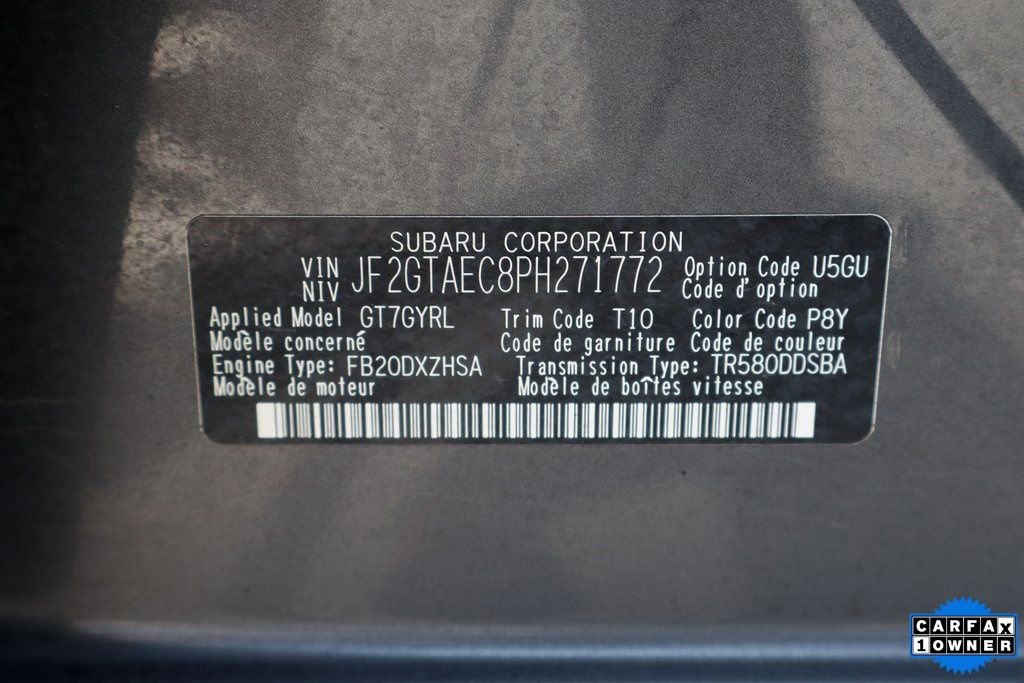 SUBARU CORPORATION
VIN JF2GTAEC8PH271772 Option Code U5GU
NIV Code d'option
Applied Model GT7GYRL Trim Code T10 Color Code P8Y
Modèle concerné Code de garniture Code de couleur
Engine Type: FB20DXZHSA Transmission Type: TR580DDSBA
Modèle de moteur Modèle de boîtes vitesse
CARFAX
1 OWNER